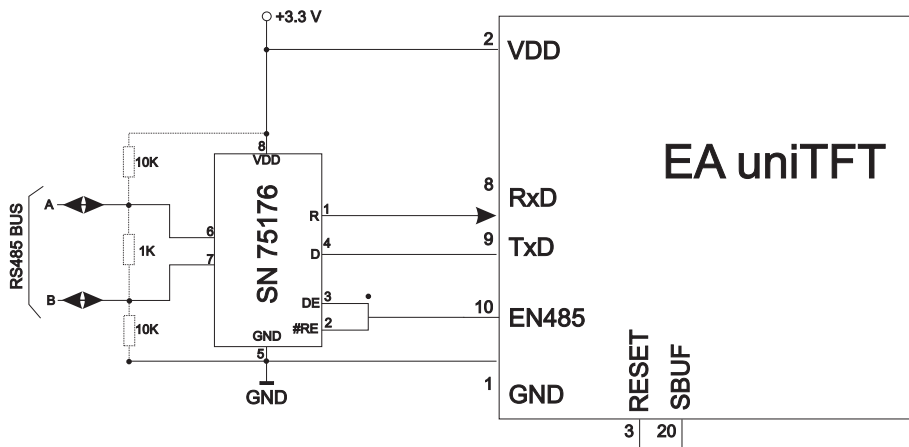 +3.3 V
2
VDD
8
VDD
10K
EA uniTFT
A
R
1
8
RxD
6
RS485 BUS
1K
SN 75176
D
4
9
TxD
7
B
DE
3
10
EN485
10K
#RE
2
GND
5
GND
1
GND
RESET
SBUF
3
20